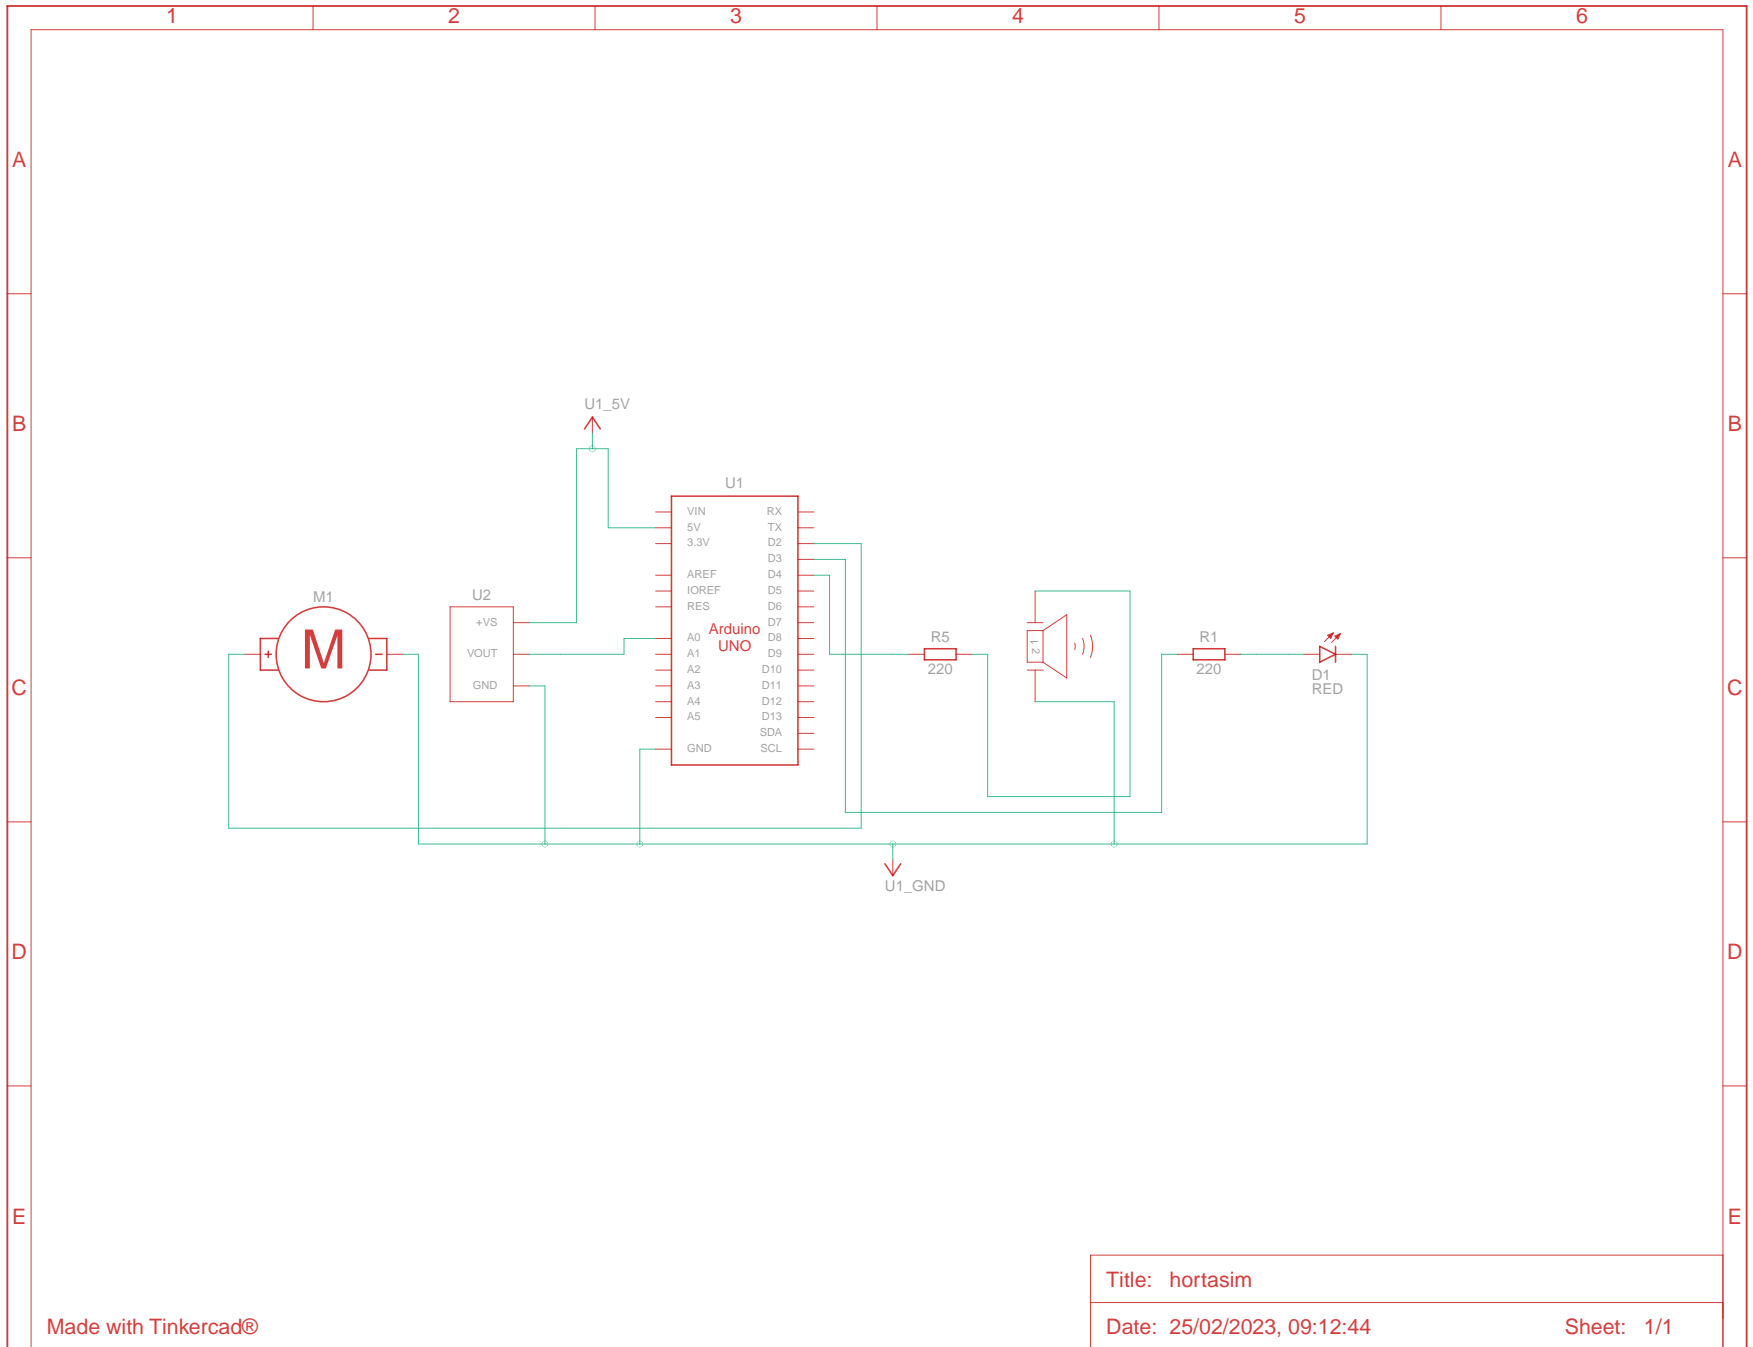 1 2 3 4 5 6
A A
U1_5V
B B
U1
VIN RX
5V TX
3.3V D2
D3
AREF D4
IOREF D5
RES D6
D7
A0 D8
A1 D9
A2 D10
A3 D11
A4 D12
A5 D13
SDA
GND SCL
Arduino
UNO
M1
+ M -
U2
+VS
VOUT
GND
R5
220
1 2
R1
220
D1
RED
C C
U1_GND
D D
E E
Title: hortasim
Made with Tinkercad®
Date: 25/02/2023, 09:12:44 Sheet: 1/1